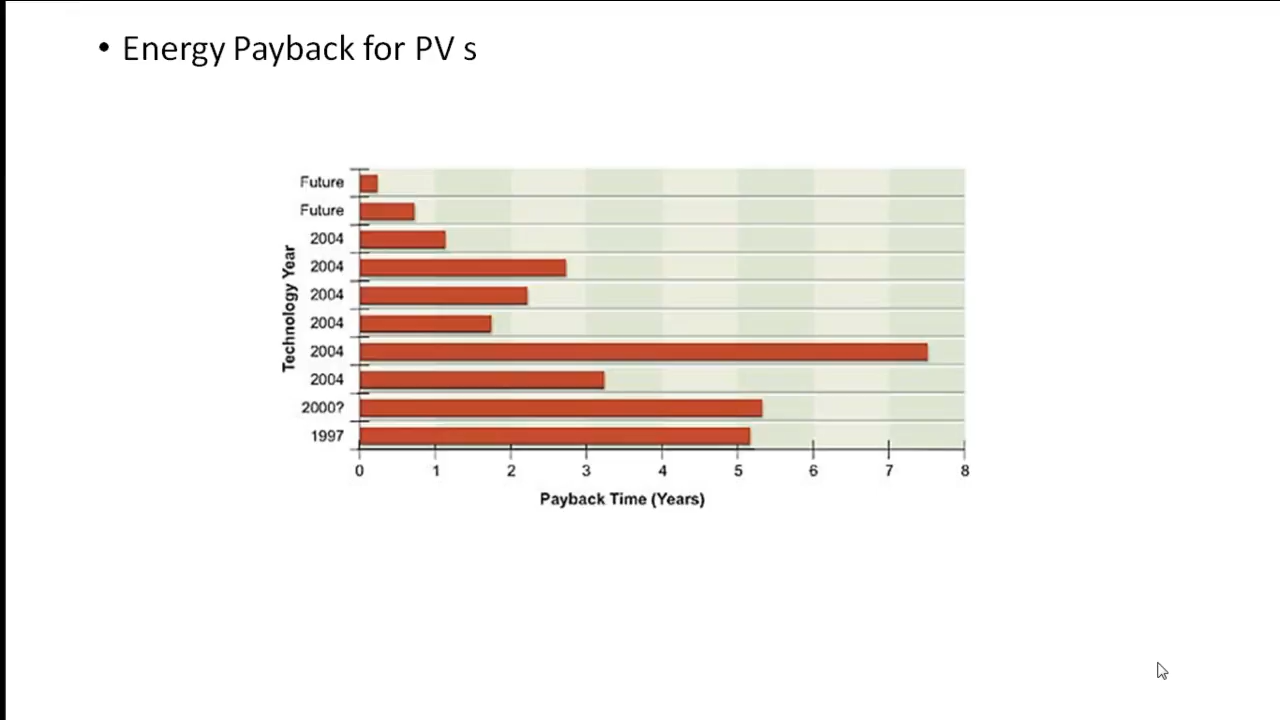 • Energy Payback for PV s
Future
Future
2004
2004
2004
2004
2004
2004
2000?
1997
Technology Year
0 1 2 3 4 5 6 7 8
Payback Time (Years)